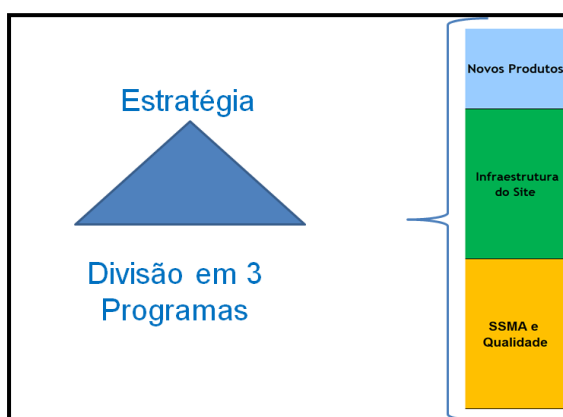 Estratégia
Divisão em 3
Programas
Novos Produtos
Infraestrutura
do Site
SSMA e
Qualidade